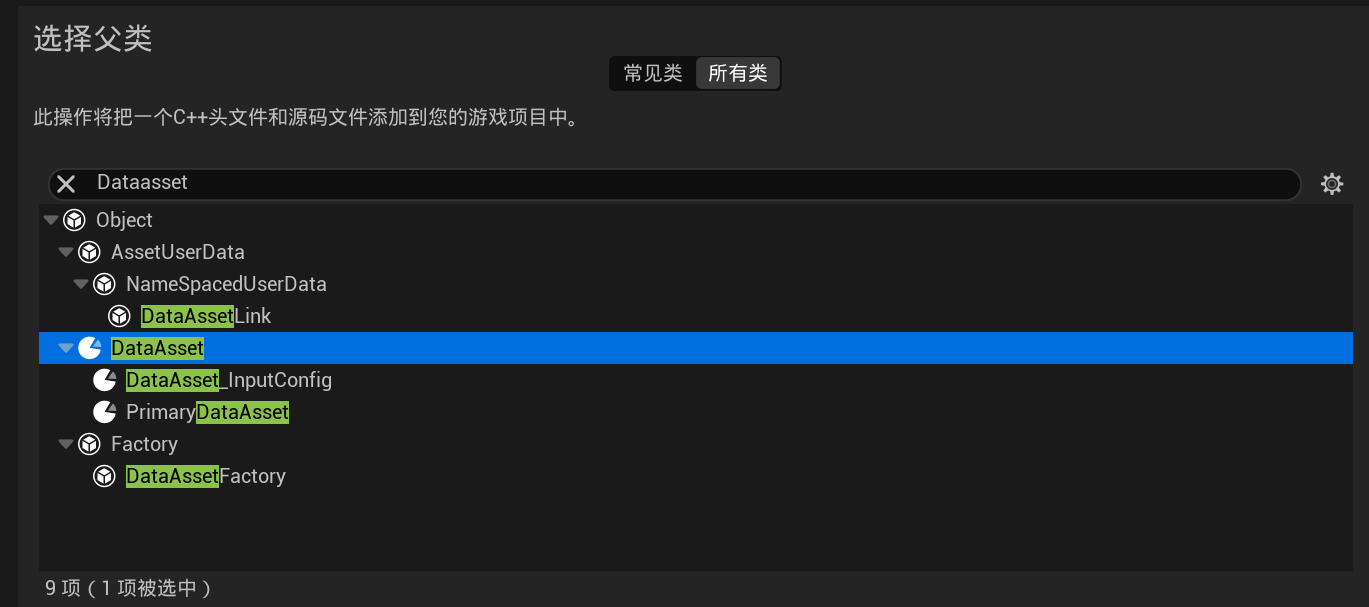 选择父类
常见类 所有类
此操作将把一个C++头文件和源码文件添加到您的游戏项目中。
Dataasset
Object
AssetUserData
NameSpacedUserData
DataAssetLink
DataAsset
DataAsset_InputConfig
PrimaryDataAsset
Factory
DataAssetFactory
9 项（1 项被选中）